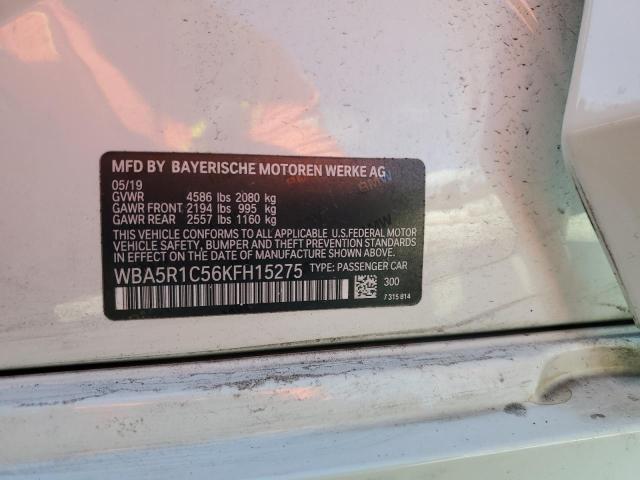 MFD BY BAYERISCHE MOTOREN WERKE AG
05/19
GVWR 4586 lbs 2080 kg
GAWR FRONT 2194 lbs 995 kg
GAWR REAR 2557 lbs 1160 kg
THIS VEHICLE CONFORMS TO ALL APPLICABLE U.S.FEDERAL MOTOR
VEHICLE SAFETY, BUMPER AND THEFT PREVENTION STANDARDS
IN EFFECT ON THE DATE OF MANUFACTURE SHOWN ABOVE.
WBA5R1C56KFH15275 TYPE: PASSENGER CAR
300
7 315 814